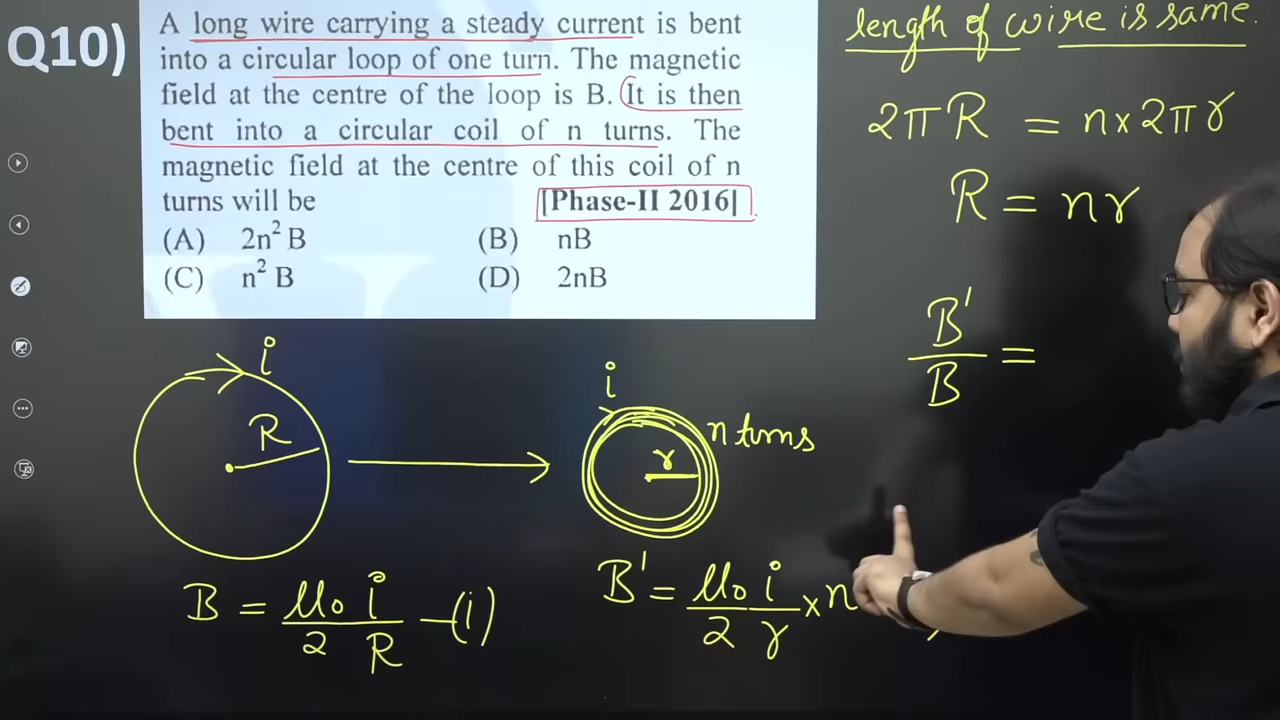 Q10)
A long wire carrying a steady current is bent
into a circular loop of one turn. The magnetic
field at the centre of the loop is B. It is then
bent into a circular coil of n turns. The
magnetic field at the centre of this coil of n
turns will be [Phase-II 2016]
(A) 2n² B (B) nB
(C) n² B (D) 2nB
length of wire is same.
2πR = n×2πr
R = nr
B'/B =
i
R
i
n turns
r
B = μ₀ i / 2 R —(i)
B' = μ₀ i / 2 r × n